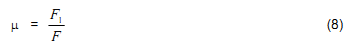 μ = F₁/F (8)